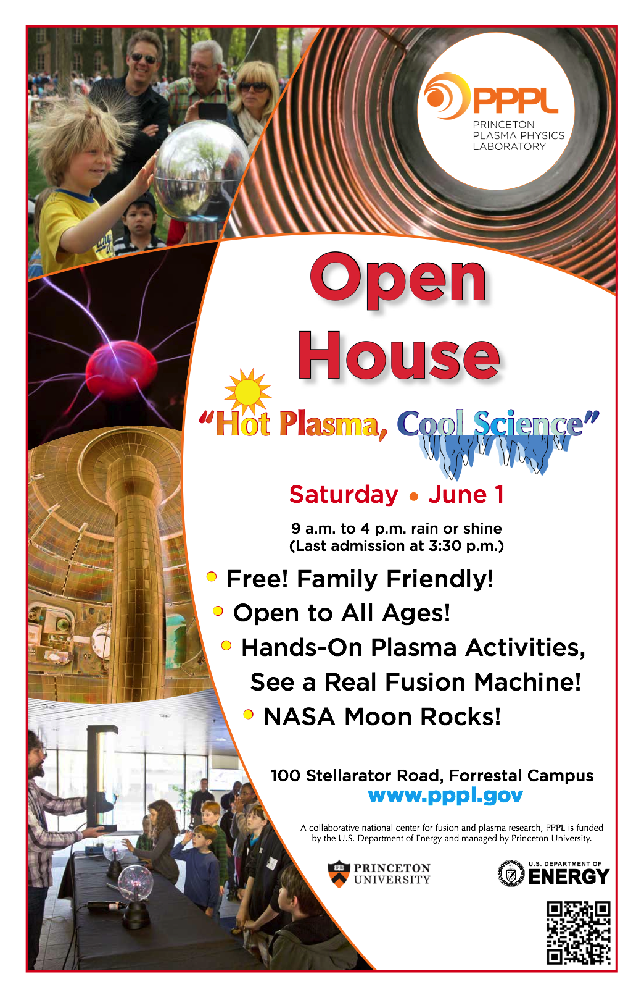 PPPL
PRINCETON
PLASMA PHYSICS
LABORATORY
Open
House
“Hot Plasma, Cool Science”
Saturday • June 1
9 a.m. to 4 p.m. rain or shine
(Last admission at 3:30 p.m.)
• Free! Family Friendly!
• Open to All Ages!
• Hands-On Plasma Activities,
See a Real Fusion Machine!
• NASA Moon Rocks!
100 Stellarator Road, Forrestal Campus
www.pppl.gov
A collaborative national center for fusion and plasma research, PPPL is funded
by the U.S. Department of Energy and managed by Princeton University.
PRINCETON
UNIVERSITY
U.S. DEPARTMENT OF
ENERGY